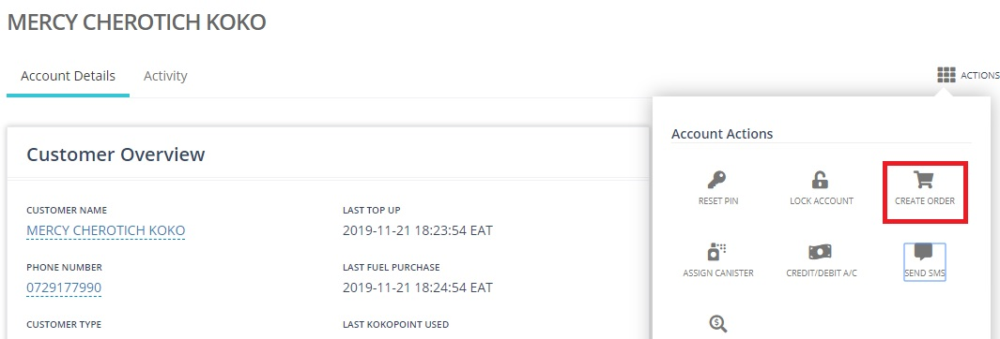 MERCY CHEROTICH KOKO
Account Details
Activity
ACTIONS
Account Actions
RESET PIN
LOCK ACCOUNT
CREATE ORDER
ASSIGN CANISTER
CREDIT/DEBIT A/C
SEND SMS
Customer Overview
CUSTOMER NAME
MERCY CHEROTICH KOKO
LAST TOP UP
2019-11-21 18:23:54 EAT
PHONE NUMBER
0729177990
LAST FUEL PURCHASE
2019-11-21 18:24:54 EAT
CUSTOMER TYPE
LAST KOKOPOINT USED